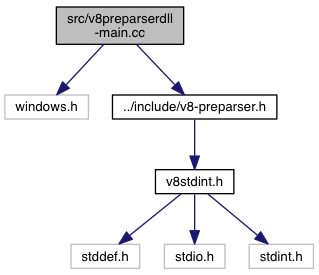 src/v8preparserdll
-main.cc
windows.h
../include/v8-preparser.h
v8stdint.h
stddef.h
stdio.h
stdint.h